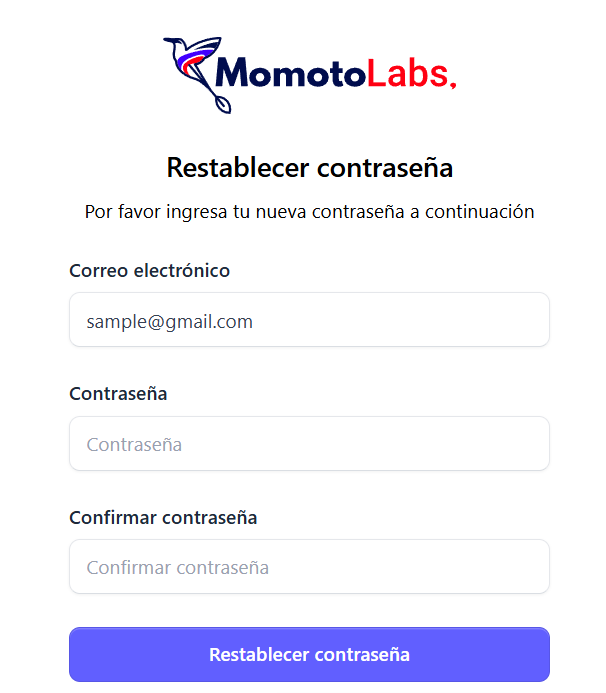 MomotoLabs.
Restablecer contraseña
Por favor ingresa tu nueva contraseña a continuación
Correo electrónico
sample@gmail.com
Contraseña
Contraseña
Confirmar contraseña
Confirmar contraseña
Restablecer contraseña